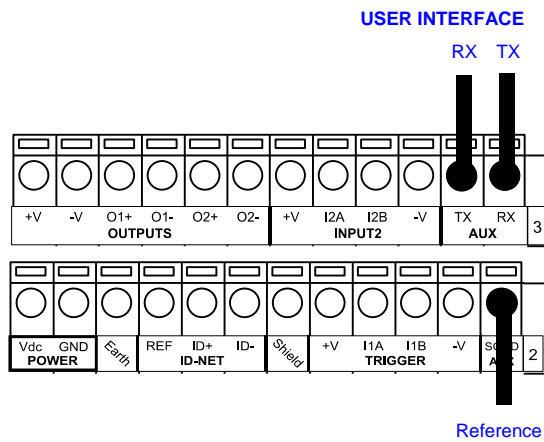 USER INTERFACE
RX TX
+V -V O1+ O1- O2+ O2- +V I2A I2B -V TX RX
OUTPUTS INPUT2 AUX 3
Vdc GND Earth REF ID+ ID- Shield +V I1A I1B -V
POWER ID-NET TRIGGER 2
Reference